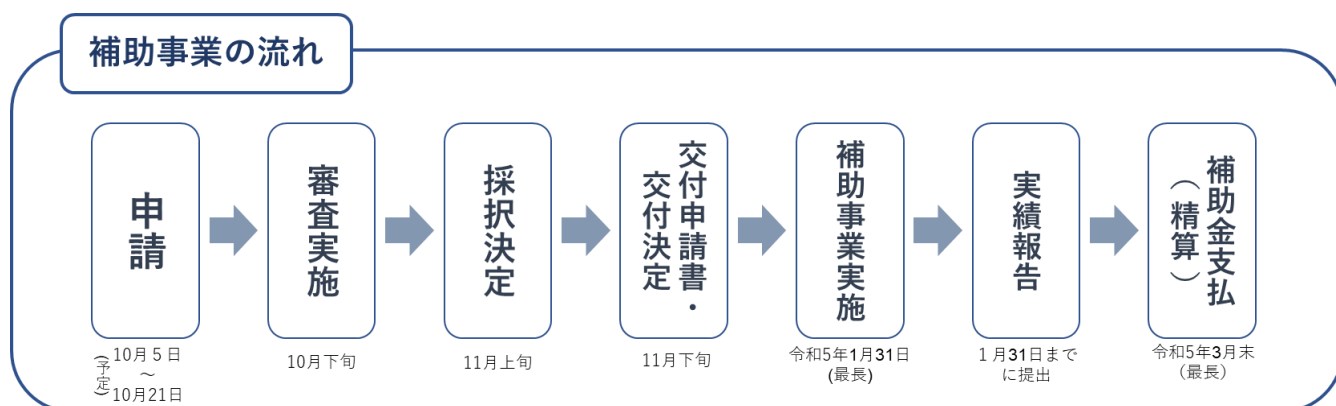 補助事業の流れ
申請
審査実施
採択決定
交付申請書・
交付決定
補助事業実施
実績報告
補助金支払
（精算）
(予定)
10月５日
～
10月21日
10月下旬
11月上旬
11月下旬
令和5年1月31日
(最長)
１月31日まで
に提出
令和5年3月末
（最長）